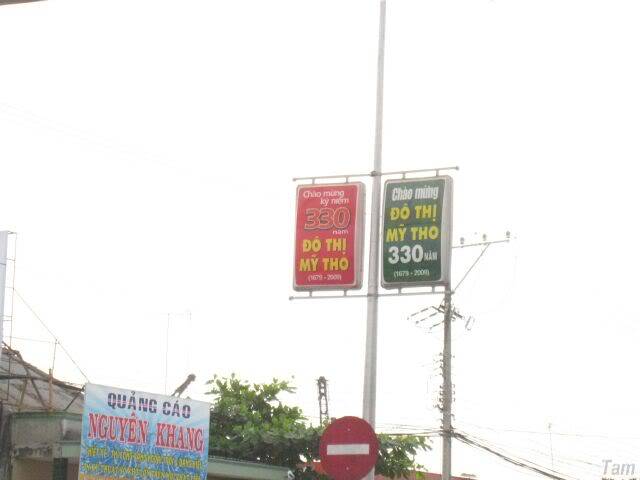 Chào mừng
kỷ niệm
330
năm
ĐÔ THỊ
MỸ THO
(1679 - 2009)
Chào mừng
ĐÔ THỊ
MỸ THO
330 NĂM
(1679 - 2009)
QUẢNG CÁO
NGUYÊN KHANG
Tam